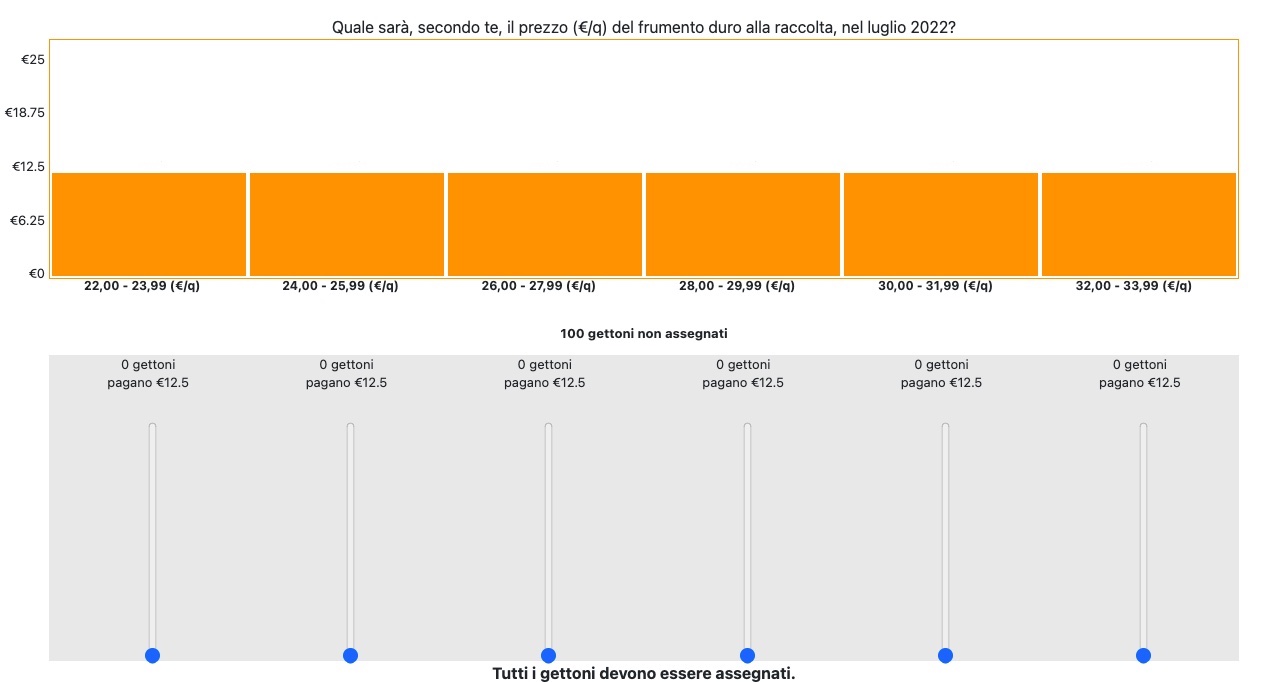 Quale sarà, secondo te, il prezzo (€/q) del frumento duro alla raccolta, nel luglio 2022?
€25
€18.75
€12.5
€6.25
€0
22,00 - 23,99 (€/q) 24,00 - 25,99 (€/q) 26,00 - 27,99 (€/q) 28,00 - 29,99 (€/q) 30,00 - 31,99 (€/q) 32,00 - 33,99 (€/q)
100 gettoni non assegnati
0 gettoni 0 gettoni 0 gettoni 0 gettoni 0 gettoni 0 gettoni
pagano €12.5 pagano €12.5 pagano €12.5 pagano €12.5 pagano €12.5 pagano €12.5
Tutti i gettoni devono essere assegnati.